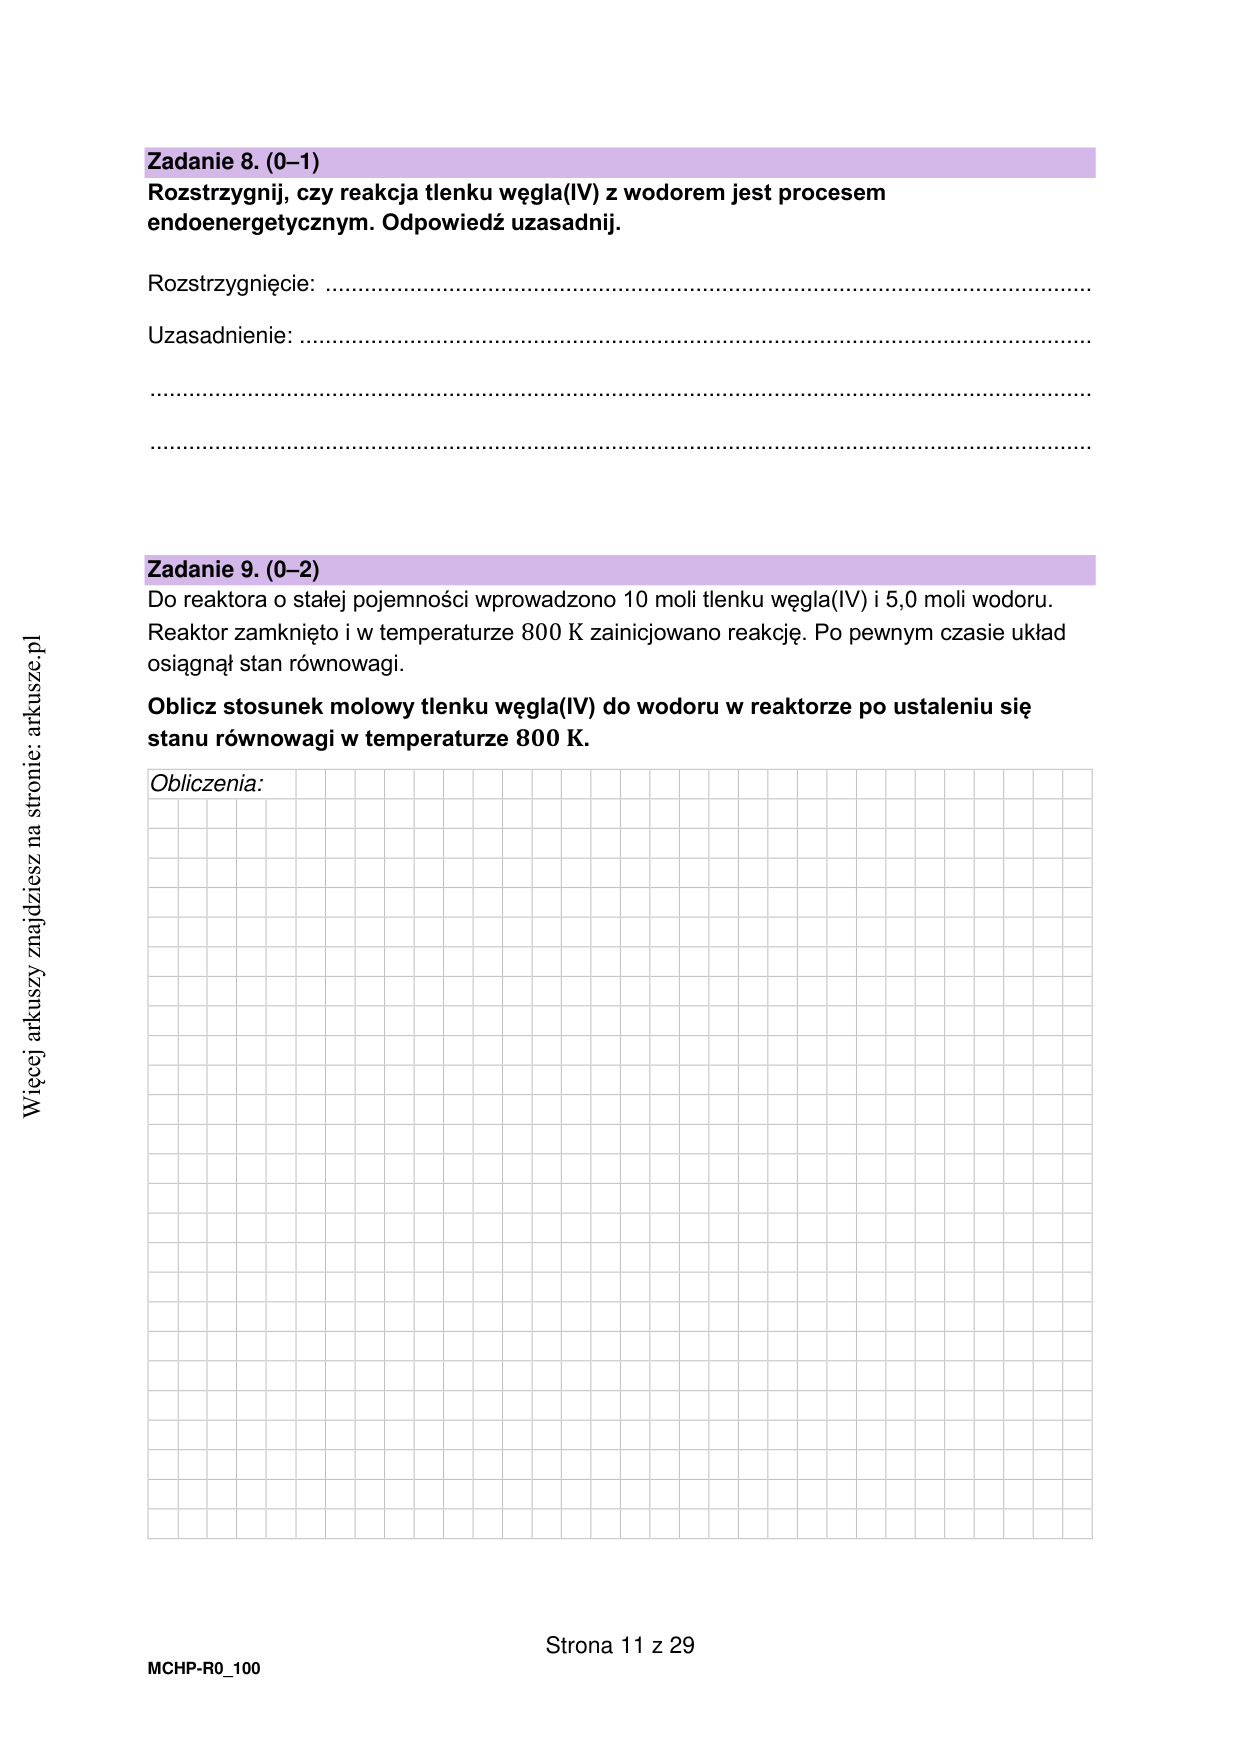 Zadanie 8. (0–1)
Rozstrzygnij, czy reakcja tlenku węgla(IV) z wodorem jest procesem
endoenergetycznym. Odpowiedź uzasadnij.
Rozstrzygnięcie: ......................................................................................................................
Uzasadnienie: ..........................................................................................................................
.................................................................................................................................................
.................................................................................................................................................
Zadanie 9. (0–2)
Do reaktora o stałej pojemności wprowadzono 10 moli tlenku węgla(IV) i 5,0 moli wodoru.
Reaktor zamknięto i w temperaturze 800 K zainicjowano reakcję. Po pewnym czasie układ
osiągnął stan równowagi.
Oblicz stosunek molowy tlenku węgla(IV) do wodoru w reaktorze po ustaleniu się
stanu równowagi w temperaturze 800 K.
Obliczenia:
Strona 11 z 29
MCHP-R0_100
Więcej arkuszy znajdziesz na stronie: arkusze.pl